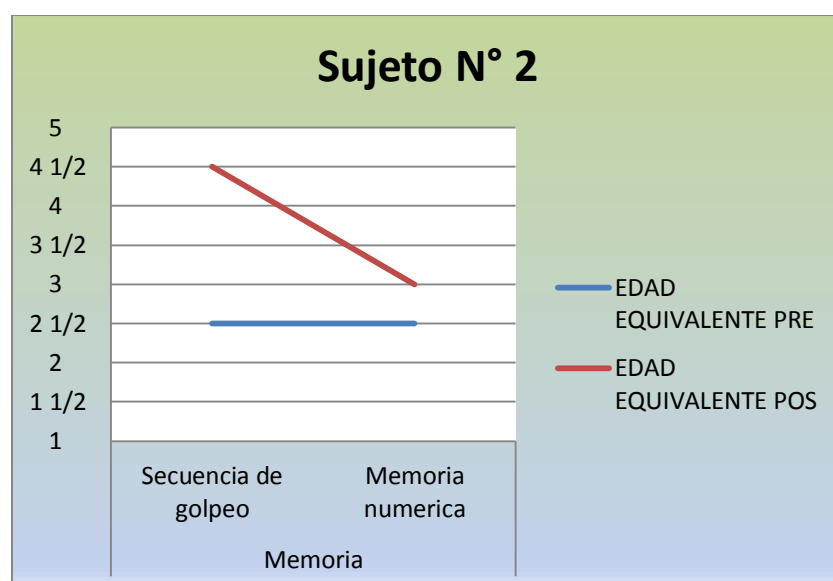 Sujeto N° 2
5
4 1/2
4
3 1/2
3
2 1/2
2
1 1/2
1
Secuencia de
golpeo
Memoria
numerica
Memoria
EDAD
EQUIVALENTE PRE
EDAD
EQUIVALENTE POS